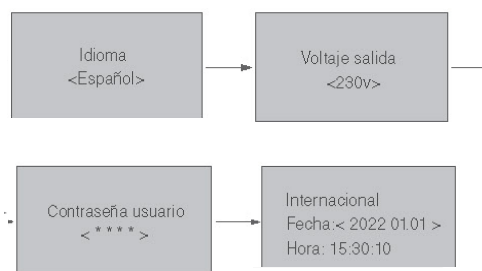 Idioma
<Español>
Voltaje salida
<230v>
Contraseña usuario
< * * * * >
Internacional
Fecha:< 2022 01.01 >
Hora: 15:30:10